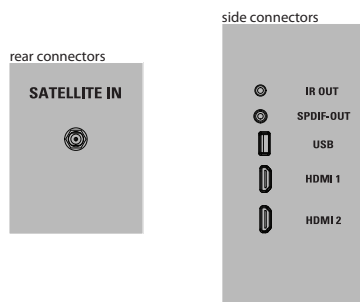 rear connectors
SATELLITE IN
side connectors
IR OUT
SPDIF-OUT
USB
HDMI 1
HDMI 2